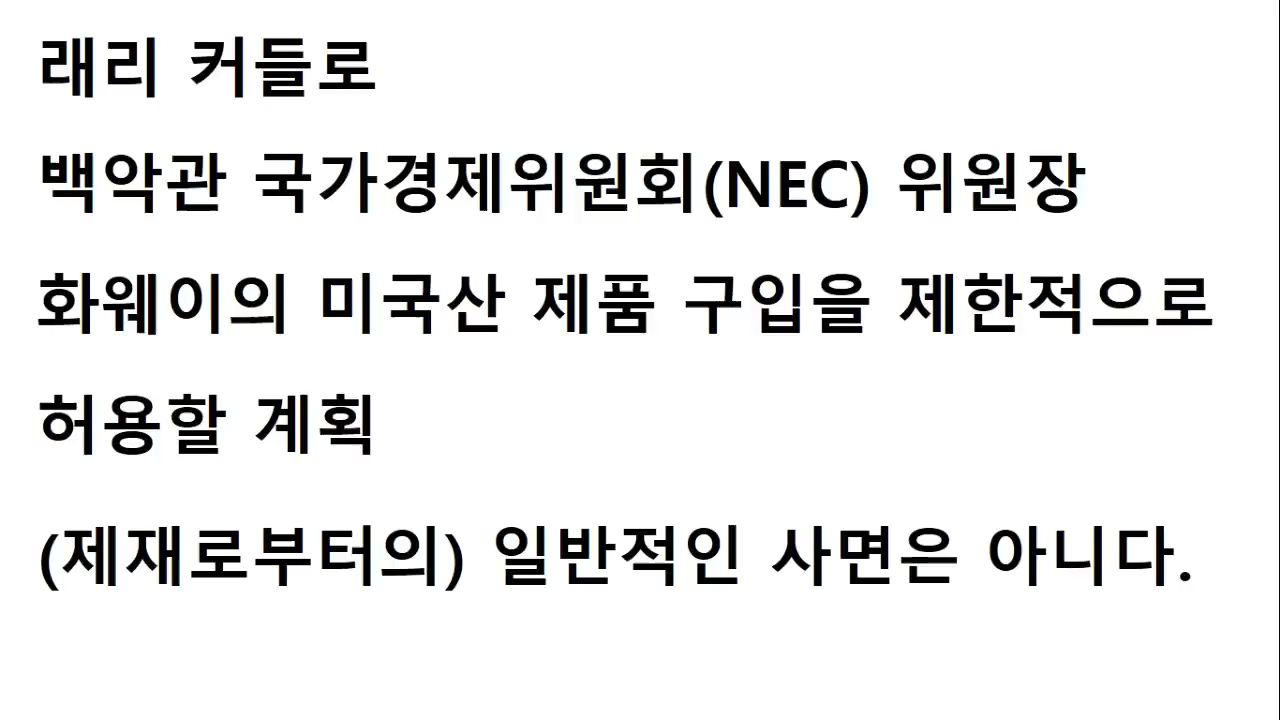 래리 커들로
백악관 국가경제위원회(NEC) 위원장
화웨이의 미국산 제품 구입을 제한적으로
허용할 계획
(제재로부터의) 일반적인 사면은 아니다.